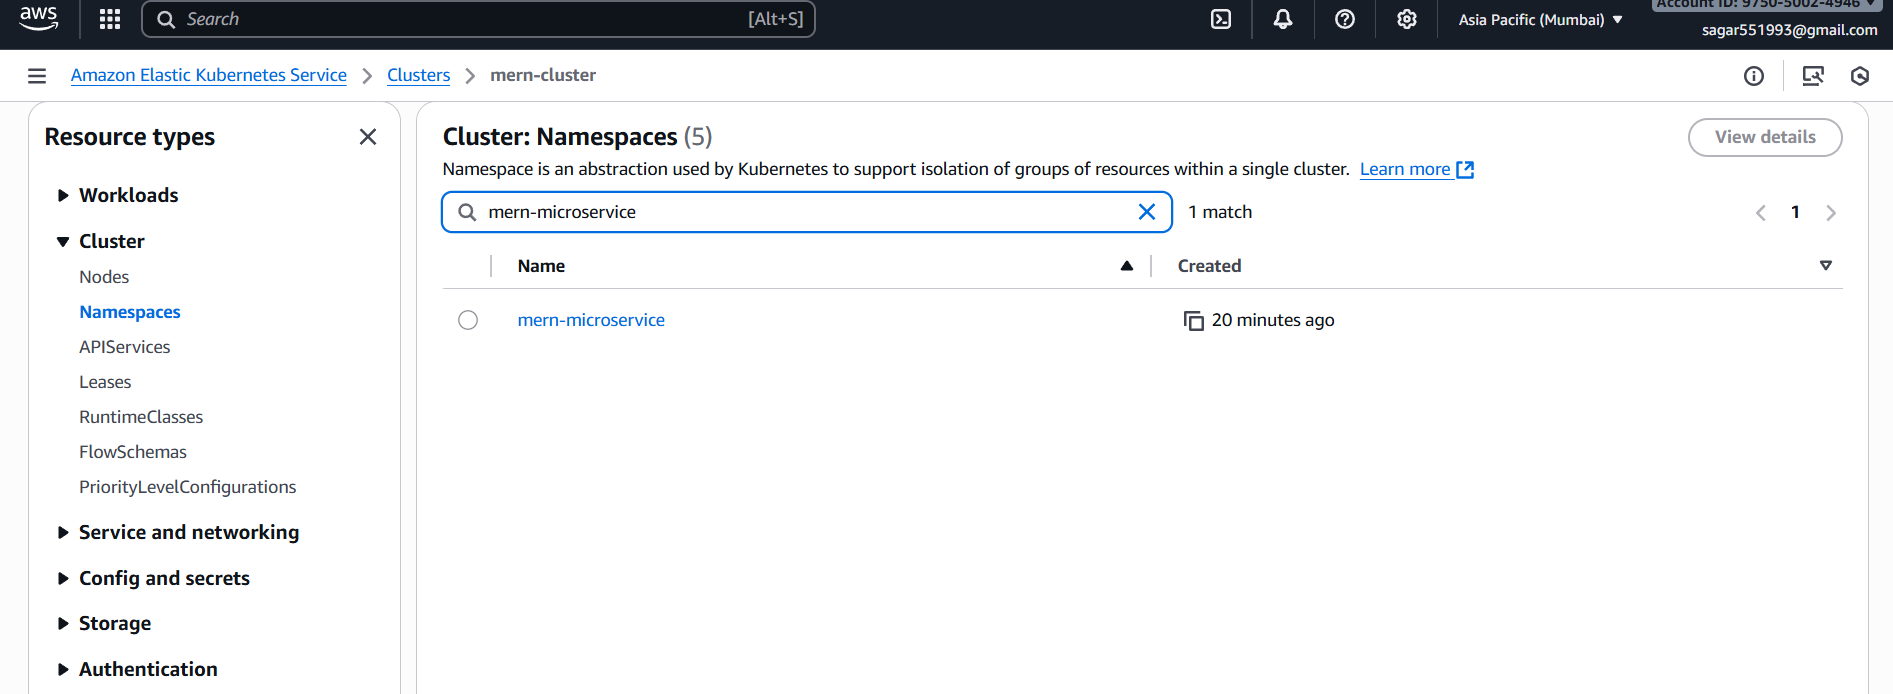 aws
Search [Alt+S]
Asia Pacific (Mumbai)
Account ID: 9750-5002-4946
sagar551993@gmail.com
Amazon Elastic Kubernetes Service > Clusters > mern-cluster
Resource types
Workloads
Cluster
Nodes
Namespaces
APIServices
Leases
RuntimeClasses
FlowSchemas
PriorityLevelConfigurations
Service and networking
Config and secrets
Storage
Authentication
Cluster: Namespaces (5)
View details
Namespace is an abstraction used by Kubernetes to support isolation of groups of resources within a single cluster. Learn more
mern-microservice
1 match
1
Name Created
mern-microservice 20 minutes ago